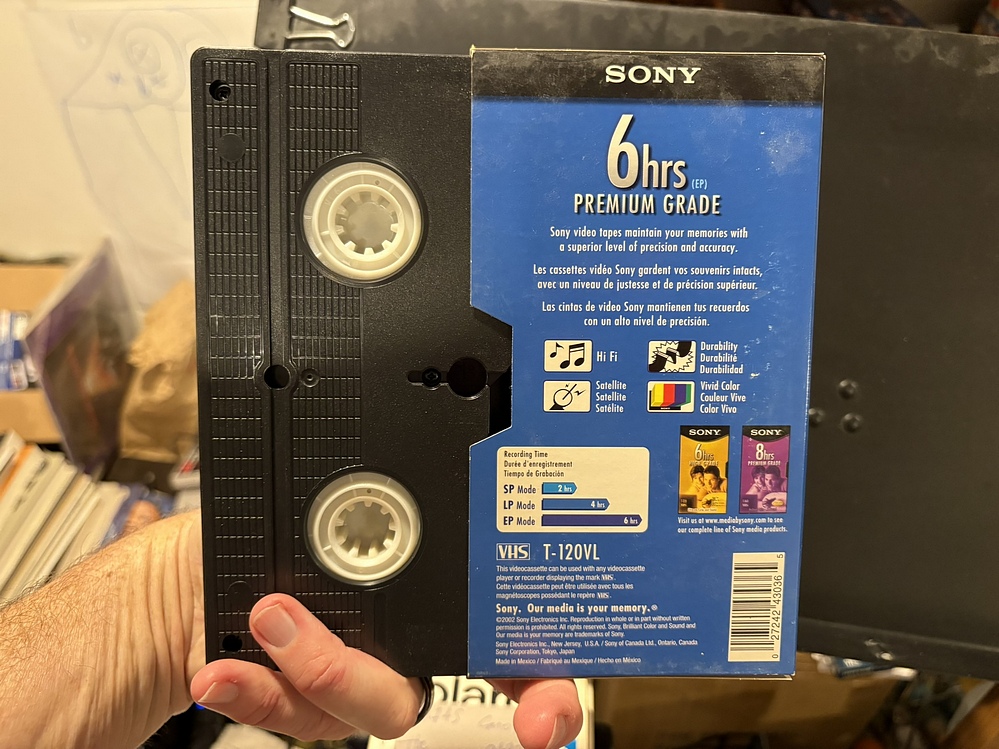 SONY
6hrs (EP)
PREMIUM GRADE
Sony video tapes maintain your memories with
a superior level of precision and accuracy.
Les cassettes vidéo Sony gardent vos souvenirs intacts,
avec un niveau de justesse et de précision supérieur.
Las cintas de video Sony mantienen tus recuerdos
con un alto nivel de precisión.
Hi Fi
Durability
Durabilité
Durabilidad
Satellite
Satellite
Satélite
Vivid Color
Couleur Vive
Color Vivo
Recording Time
Durée d'enregistrement
Tiempo de Grabación
SP Mode 2 hrs
LP Mode 4 hrs
EP Mode 6 hrs
SONY
6hrs
PREMIUM GRADE
SONY
8hrs
PREMIUM GRADE
Visit us at www.mediabysony.com to see
our complete line of Sony media products.
VHS T-120VL
This videocassette can be used with any videocassette
player or recorder displaying the mark VHS.
Cette vidéocassette peut être utilisée avec tous les
magnétoscopes possédant le repère VHS.
Sony. Our media is your memory.®
©2002 Sony Electronics Inc. Reproduction in whole or in part without written
permission is prohibited. All rights reserved. Sony, Brilliant Color and Sound and
Our media is your memory are trademarks of Sony.
Sony Electronics Inc., New Jersey, U.S.A. / Sony of Canada Ltd., Ontario, Canada
Sony Corporation, Tokyo, Japan
Made in Mexico / Fabriqué au Mexique / Hecho en México
0 27242 43036 5